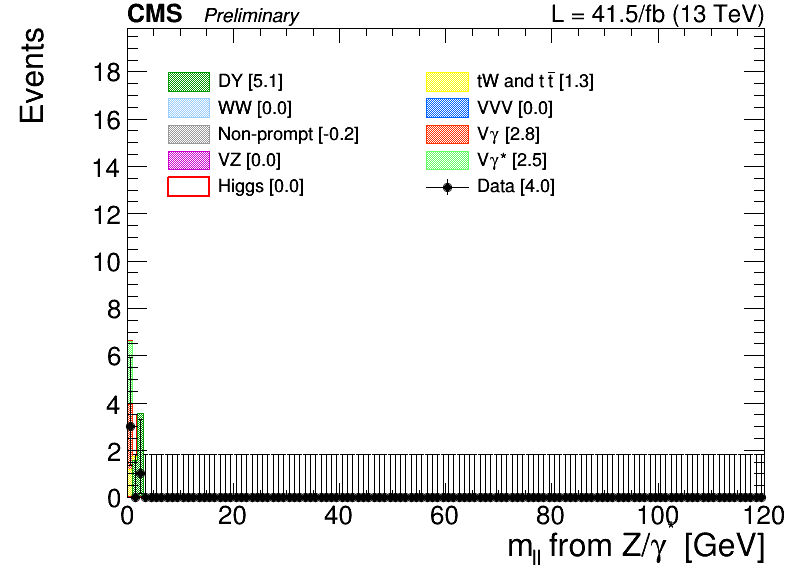 CMS Preliminary L = 41.5/fb (13 TeV)
Events
18
16
14
12
10
8
6
4
2
0
DY [5.1]
WW [0.0]
Non-prompt [-0.2]
VZ [0.0]
Higgs [0.0]
tW and tt̅ [1.3]
VVV [0.0]
Vγ [2.8]
Vγ* [2.5]
Data [4.0]
0 20 40 60 80 100 120
m_ll from Z/γ* [GeV]